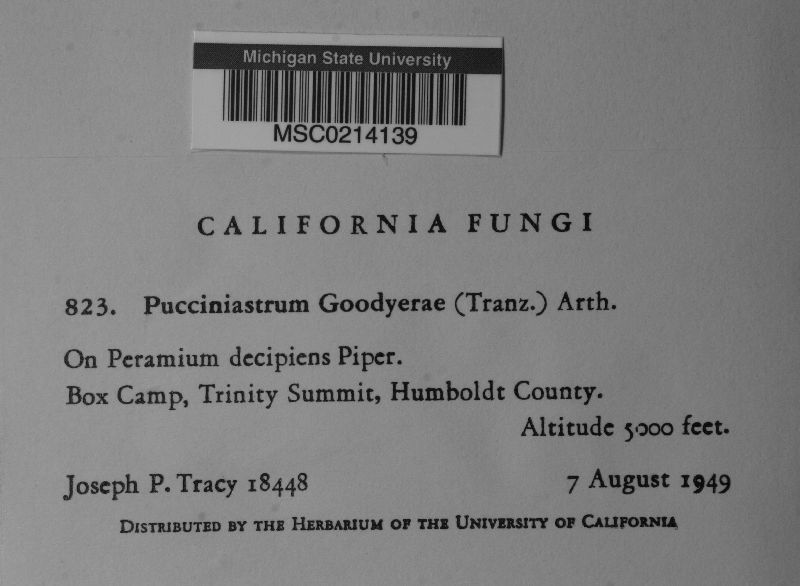 Michigan State University
MSC0214139
CALIFORNIA FUNGI
823. Pucciniastrum Goodyerae (Tranz.) Arth.
On Peramium decipiens Piper.
Box Camp, Trinity Summit, Humboldt County.
Altitude 5000 feet.
Joseph P. Tracy 18448 7 August 1949
DISTRIBUTED BY THE HERBARIUM OF THE UNIVERSITY OF CALIFORNIA